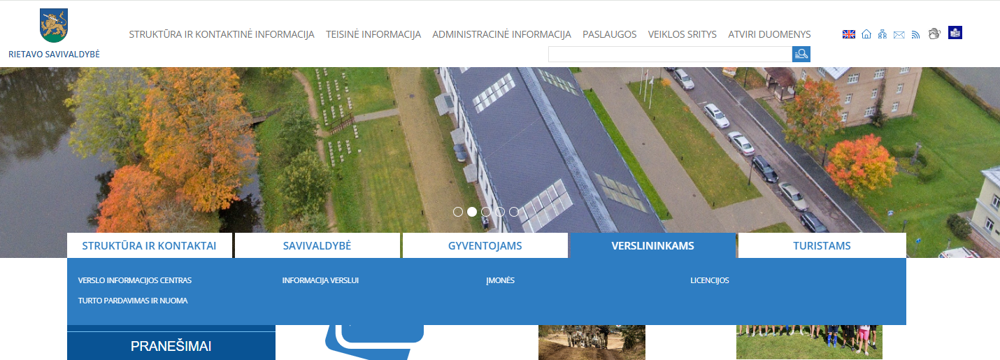 RIETAVO SAVIVALDYBĖ
STRUKTŪRA IR KONTAKTINĖ INFORMACIJA TEISINĖ INFORMACIJA ADMINISTRACINĖ INFORMACIJA PASLAUGOS VEIKLOS SRITYS ATVIRI DUOMENYS
STRUKTŪRA IR KONTAKTAI SAVIVALDYBĖ GYVENTOJAMS VERSLININKAMS TURISTAMS
VERSLO INFORMACIJOS CENTRAS INFORMACIJA VERSLUI ĮMONĖS LICENCIJOS
TURTO PARDAVIMAS IR NUOMA
PRANEŠIMAI